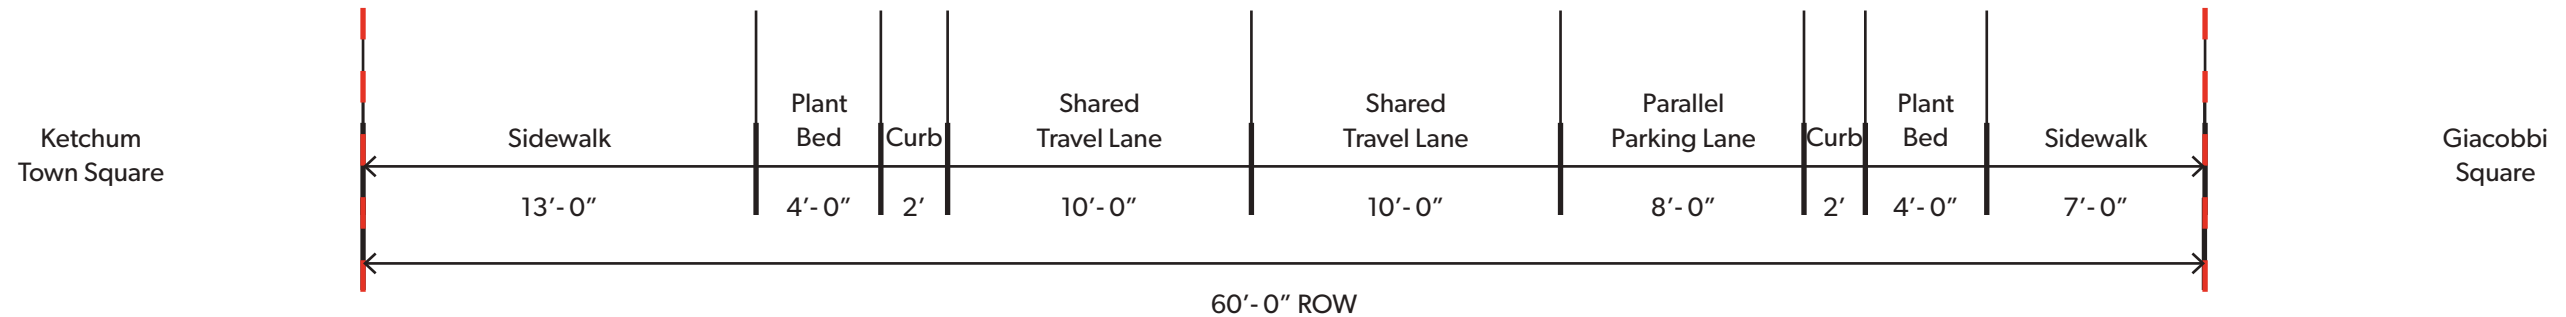 Ketchum
Town Square
Sidewalk
Plant
Bed
Curb
Shared
Travel Lane
Shared
Travel Lane
Parallel
Parking Lane
Curb
Plant
Bed
Sidewalk
Giacobbi
Square
13’- 0”
4’- 0”
2’
10’- 0”
10’- 0”
8’- 0”
2’
4’- 0”
7’- 0”
60’- 0” ROW